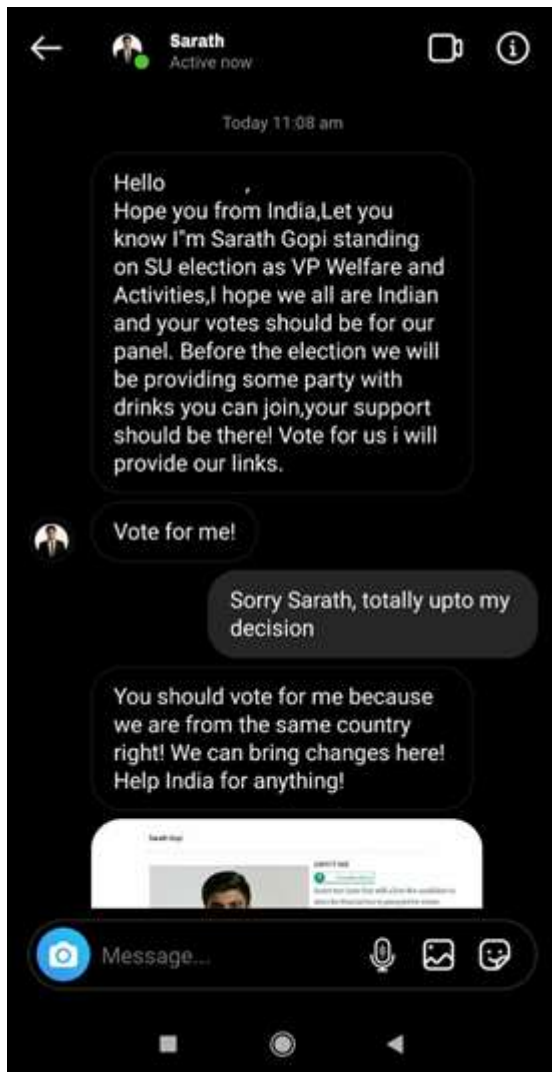 Sarath
Active now
Today 11:08 am
Hello ,
Hope you from India,Let you
know I"m Sarath Gopi standing
on SU election as VP Welfare and
Activities,I hope we all are Indian
and your votes should be for our
panel. Before the election we will
be providing some party with
drinks you can join,your support
should be there! Vote for us i will
provide our links.
Vote for me!
Sorry Sarath, totally upto my
decision
You should vote for me because
we are from the same country
right! We can bring changes here!
Help India for anything!
Sarath Gopi
ABOUT ME
Message...